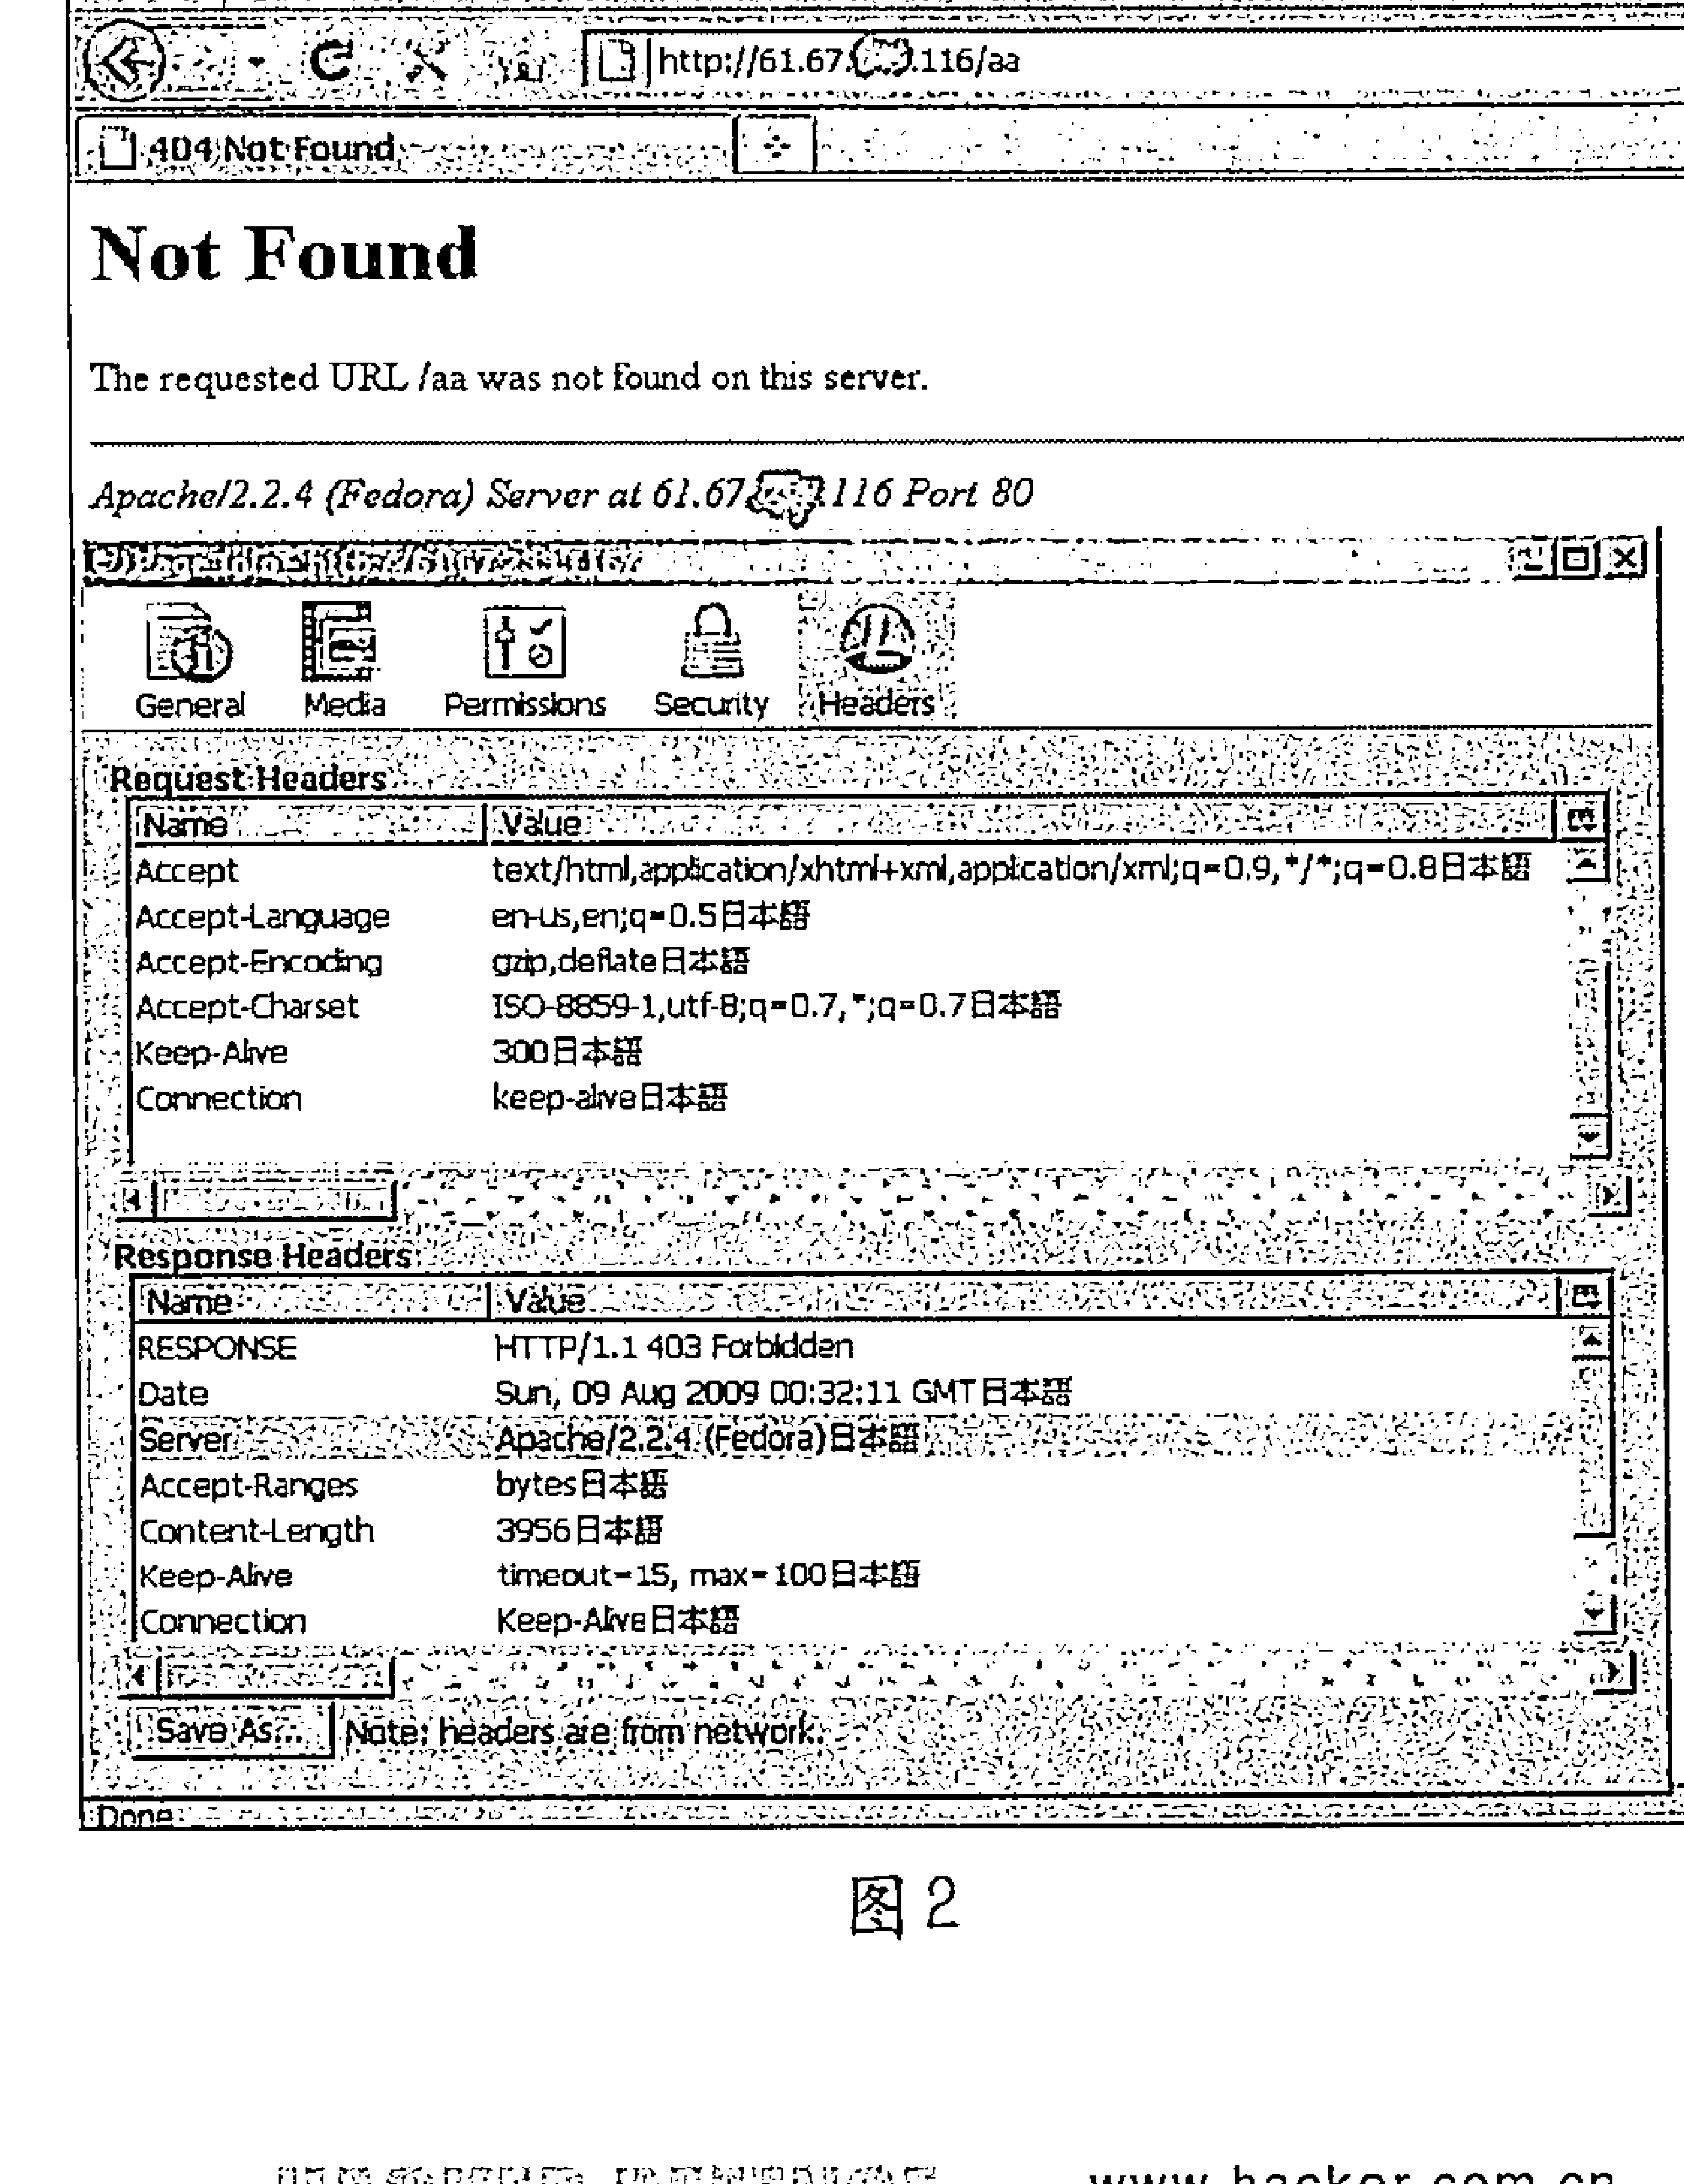 http://61.67. .116/aa
404 Not Found
Not Found
The requested URL /aa was not found on this server.
Apache/2.2.4 (Fedora) Server at 61.67. 116 Port 80
General Media Permissions Security Headers
Request Headers
Name Value
Accept text/html,application/xhtml+xml,application/xml;q=0.9,*/*;q=0.8日本語
Accept-Language en-us,en;q=0.5日本語
Accept-Encoding gzip,deflate日本語
Accept-Charset ISO-8859-1,utf-8;q=0.7,*;q=0.7日本語
Keep-Alive 300日本語
Connection keep-alive日本語
Response Headers
Name Value
RESPONSE HTTP/1.1 403 Forbidden
Date Sun, 09 Aug 2009 00:32:11 GMT日本語
Server Apache/2.2.4 (Fedora)日本語
Accept-Ranges bytes日本語
Content-Length 3956日本語
Keep-Alive timeout=15, max=100日本語
Connection Keep-Alive日本語
Save As... Note: headers are from network.
Done
图2
www.hacker.com.cn